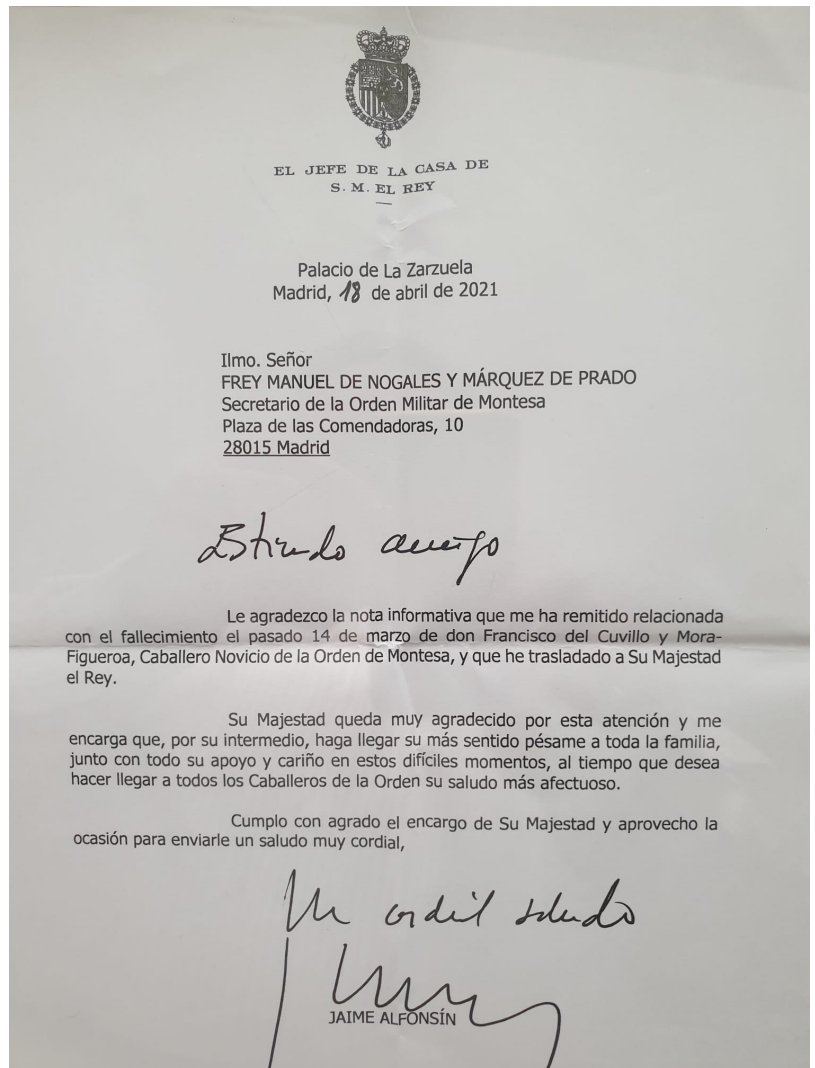 EL JEFE DE LA CASA DE
S. M. EL REY
Palacio de La Zarzuela
Madrid, 18 de abril de 2021
Ilmo. Señor
FREY MANUEL DE NOGALES Y MÁRQUEZ DE PRADO
Secretario de la Orden Militar de Montesa
Plaza de las Comendadoras, 10
28015 Madrid
Estimado amigo
Le agradezco la nota informativa que me ha remitido relacionada
con el fallecimiento el pasado 14 de marzo de don Francisco del Cuvillo y Mora-
Figueroa, Caballero Novicio de la Orden de Montesa, y que he trasladado a Su Majestad
el Rey.
Su Majestad queda muy agradecido por esta atención y me
encarga que, por su intermedio, haga llegar su más sentido pésame a toda la familia,
junto con todo su apoyo y cariño en estos difíciles momentos, al tiempo que desea
hacer llegar a todos los Caballeros de la Orden su saludo más afectuoso.
Cumplo con agrado el encargo de Su Majestad y aprovecho la
ocasión para enviarle un saludo muy cordial,
Un cordial saludo
JAIME ALFONSÍN